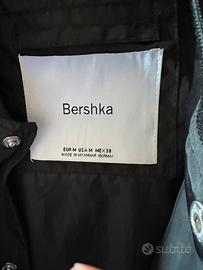 Bershka
EUR M USA M MEX 28
MADE IN MYANMAR (BURMA)
subito